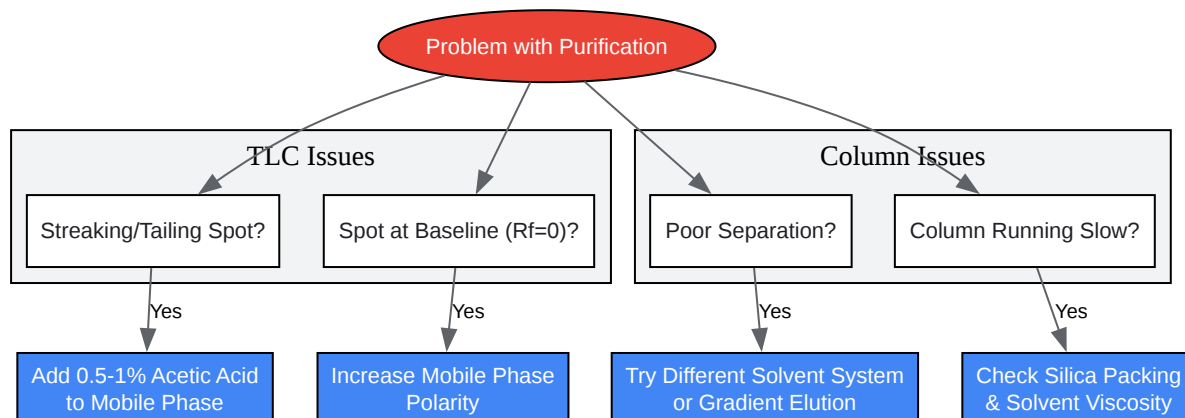 Problem with Purification
TLC Issues
Column Issues
Streaking/Tailing Spot?
Spot at Baseline (Rf=0)?
Poor Separation?
Column Running Slow?
Yes
Yes
Yes
Yes
Add 0.5-1% Acetic Acid
to Mobile Phase
Increase Mobile Phase
Polarity
Try Different Solvent System
or Gradient Elution
Check Silica Packing
& Solvent Viscosity